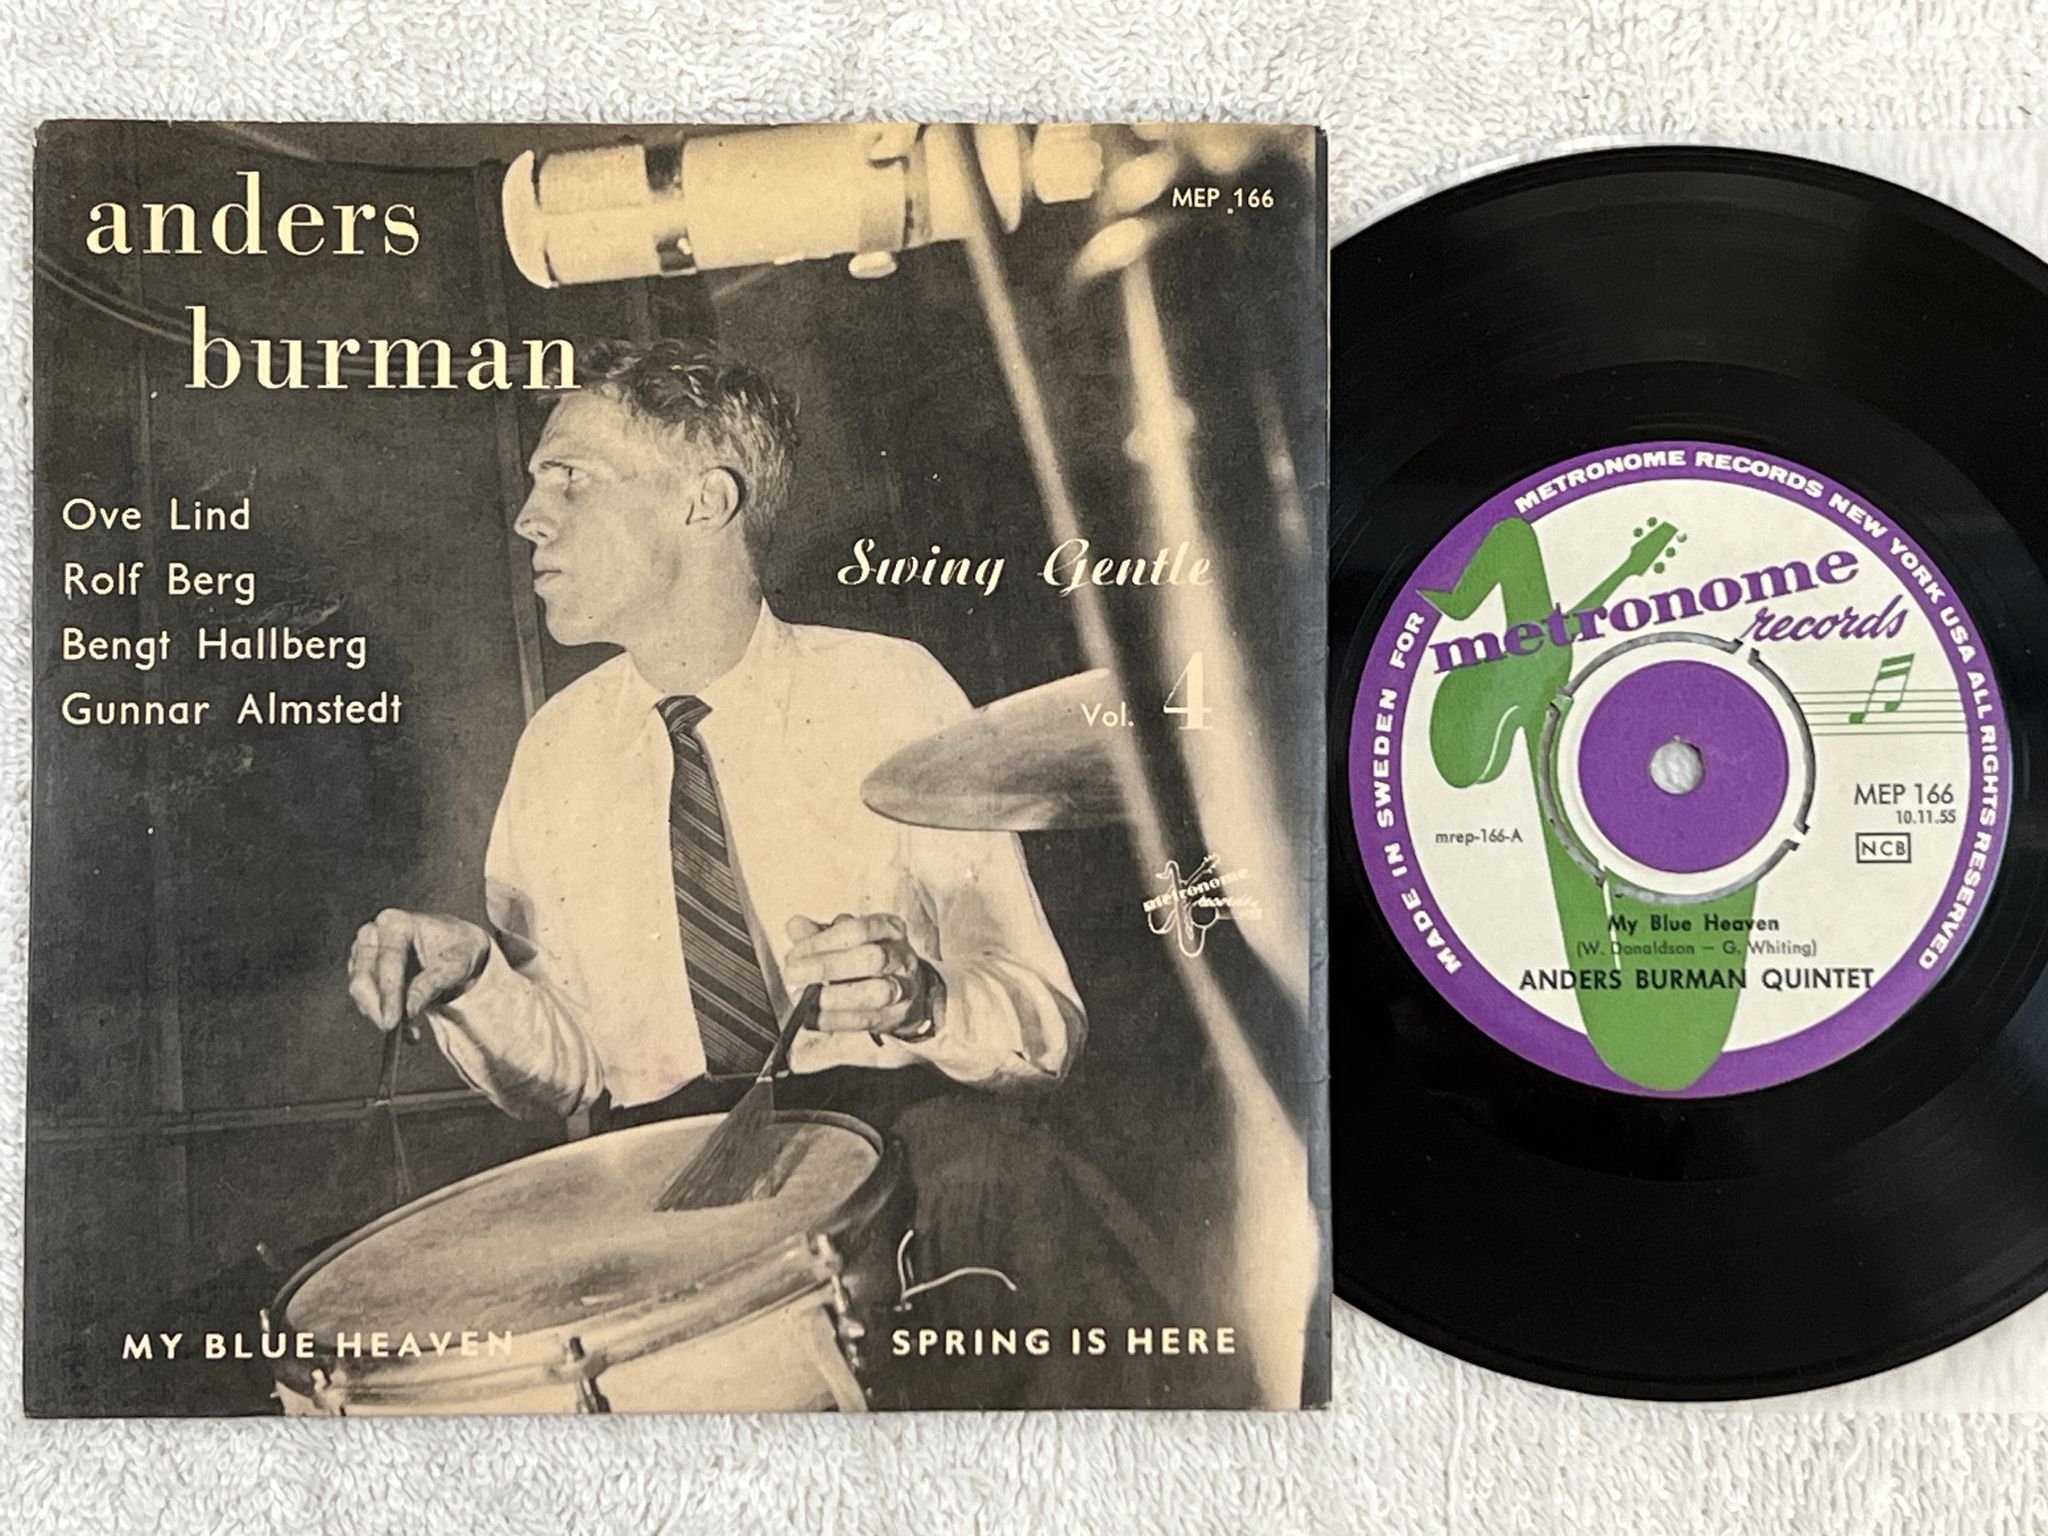 anders
burman
MEP 166
Ove Lind
Rolf Berg
Bengt Hallberg
Gunnar Almstedt
Swing Gentle
Vol. 4
metronome
records
MY BLUE HEAVEN
SPRING IS HERE
MADE IN SWEDEN FOR METRONOME RECORDS NEW YORK USA ALL RIGHTS RESERVED
metronome
records
MEP 166
10.11.55
mrep-166-A
NCB
My Blue Heaven
(W. Donaldson — G. Whiting)
ANDERS BURMAN QUINTET